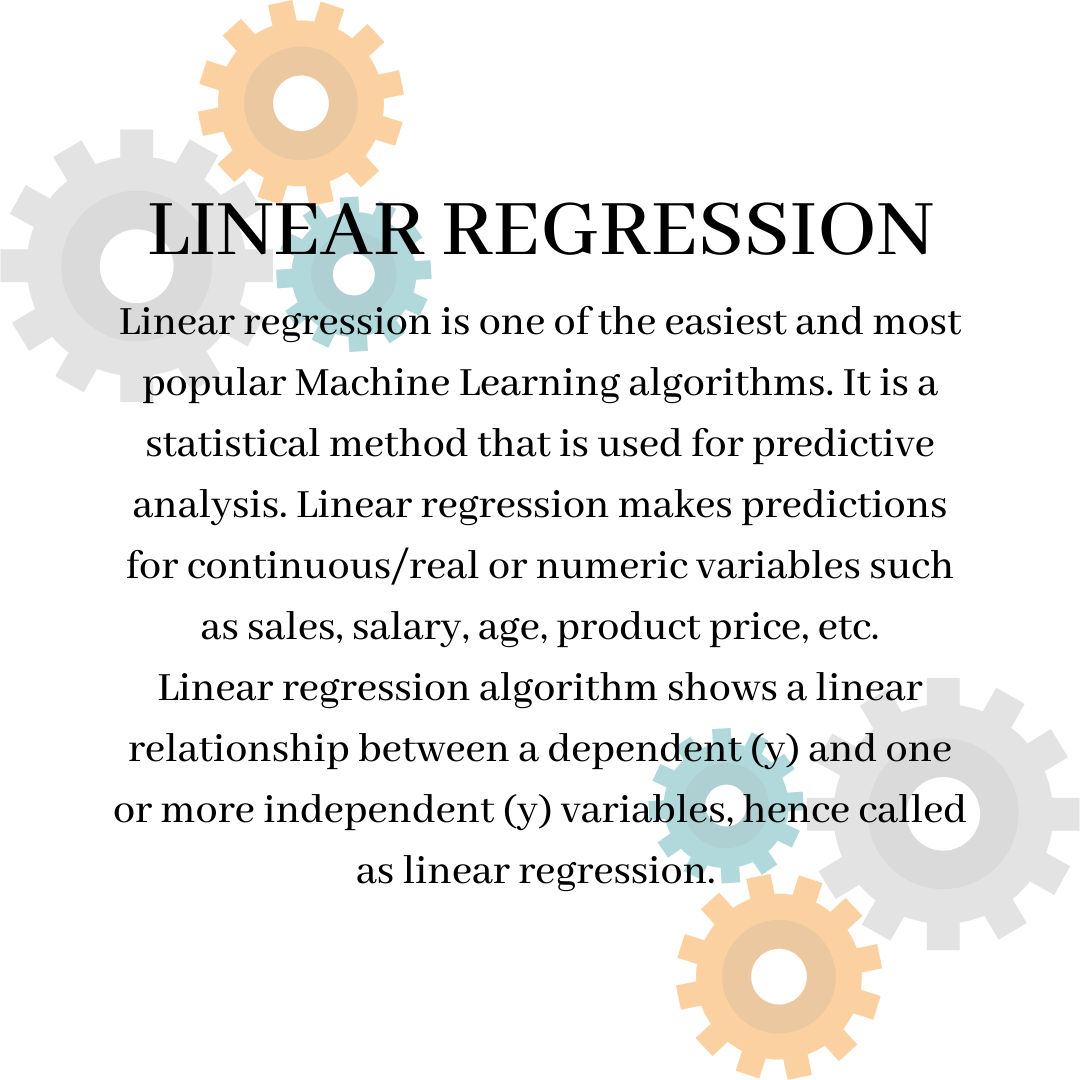 LINEAR REGRESSION
Linear regression is one of the easiest and most
popular Machine Learning algorithms. It is a
statistical method that is used for predictive
analysis. Linear regression makes predictions
for continuous/real or numeric variables such
as sales, salary, age, product price, etc.
Linear regression algorithm shows a linear
relationship between a dependent (y) and one
or more independent (y) variables, hence called
as linear regression.